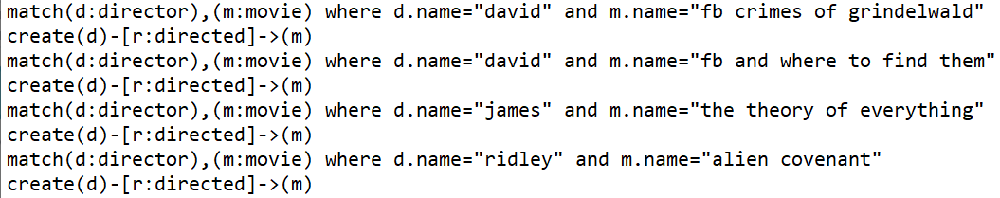 match(d:director),(m:movie) where d.name="david" and m.name="fb crimes of grindelwald"
create(d)-[r:directed]->(m)
match(d:director),(m:movie) where d.name="david" and m.name="fb and where to find them"
create(d)-[r:directed]->(m)
match(d:director),(m:movie) where d.name="james" and m.name="the theory of everything"
create(d)-[r:directed]->(m)
match(d:director),(m:movie) where d.name="ridley" and m.name="alien covenant"
create(d)-[r:directed]->(m)